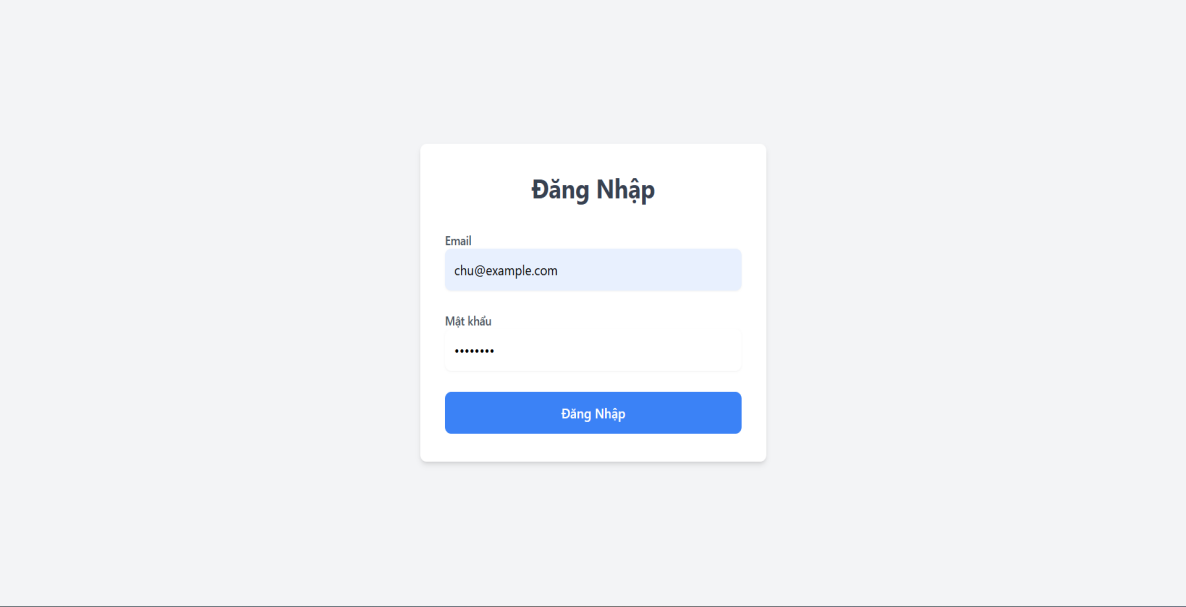 Đăng Nhập
Email
chu@example.com
Mật khẩu
••••••••
Đăng Nhập